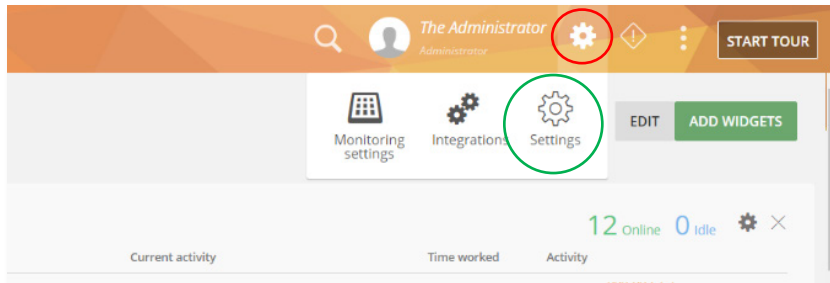 The Administrator
Administrator
START TOUR
Monitoring
settings
Integrations
Settings
EDIT
ADD WIDGETS
12 Online 0 Idle
Current activity Time worked Activity